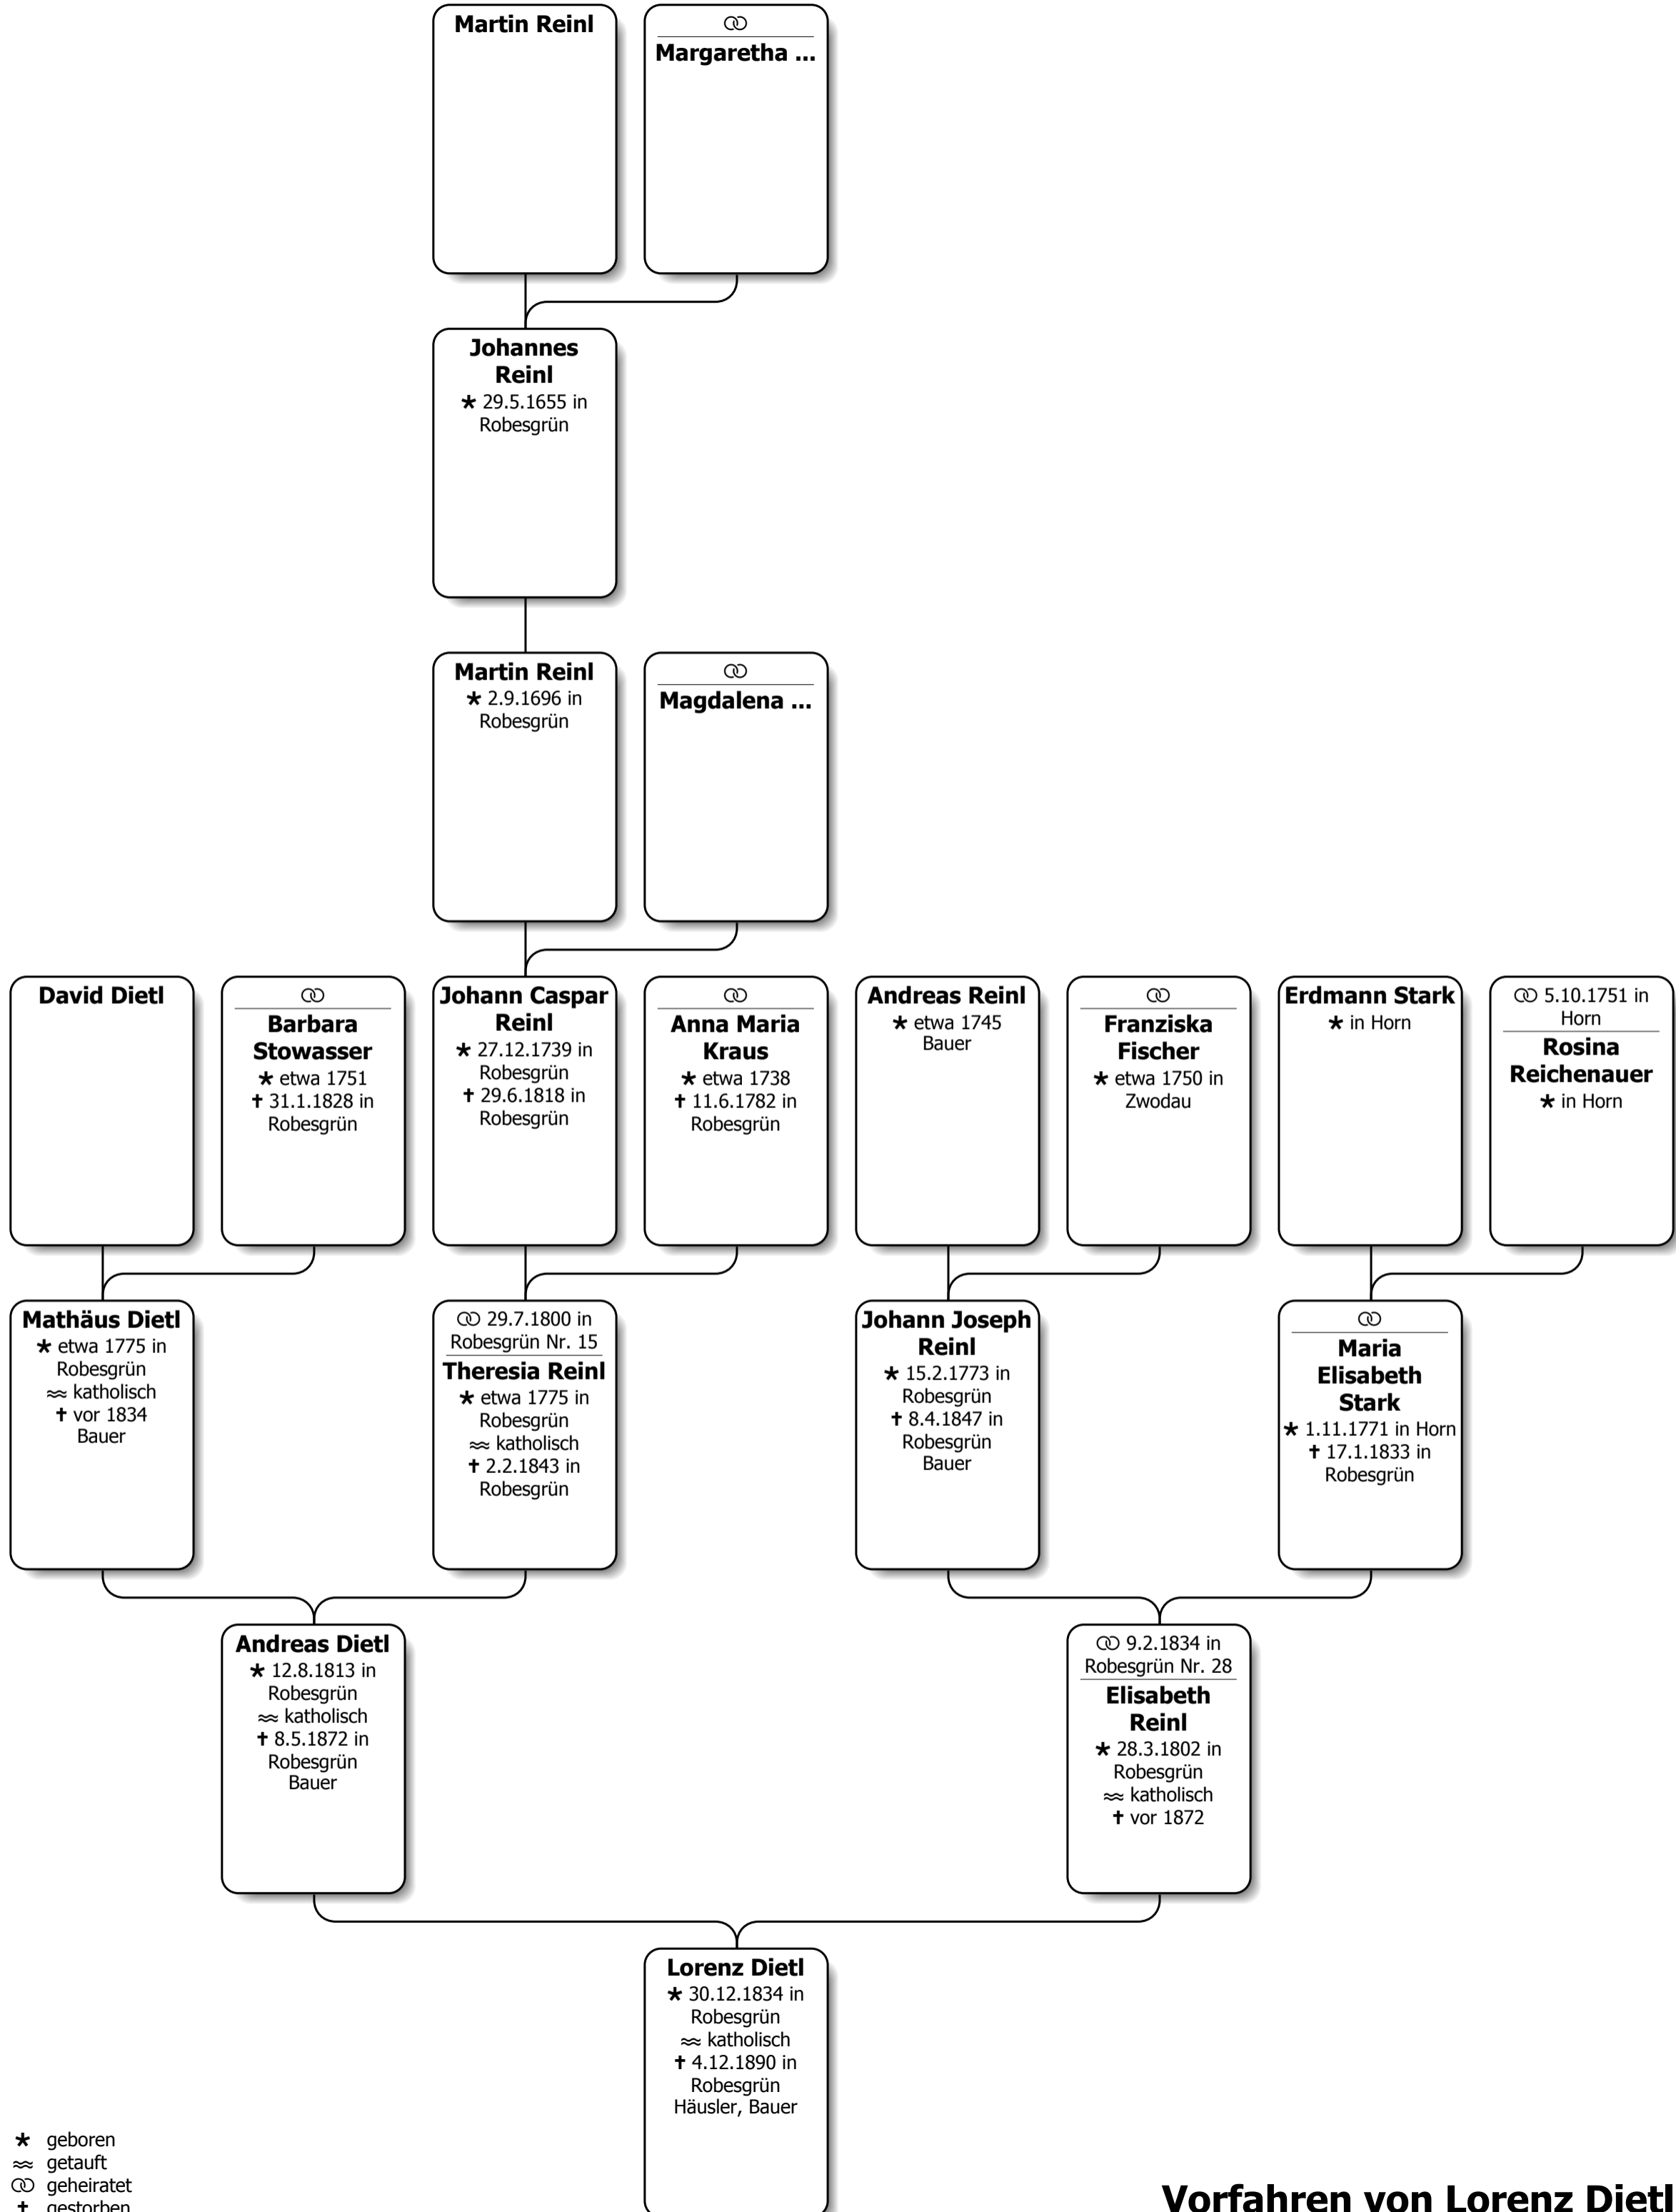 Martin Reinl
⚭
Margaretha ...
Johannes
Reinl
★ 29.5.1655 in
Robesgrün
Martin Reinl
★ 2.9.1696 in
Robesgrün
⚭
Magdalena ...
David Dietl
⚭
Barbara
Stowasser
★ etwa 1751
✝ 31.1.1828 in
Robesgrün
Johann Caspar
Reinl
★ 27.12.1739 in
Robesgrün
✝ 29.6.1818 in
Robesgrün
⚭
Anna Maria
Kraus
★ etwa 1738
✝ 11.6.1782 in
Robesgrün
Andreas Reinl
★ etwa 1745
Bauer
⚭
Franziska
Fischer
★ etwa 1750 in
Zwodau
Erdmann Stark
★ in Horn
⚭ 5.10.1751 in
Horn
Rosina
Reichenauer
★ in Horn
Mathäus Dietl
★ etwa 1775 in
Robesgrün
≈ katholisch
✝ vor 1834
Bauer
⚭ 29.7.1800 in
Robesgrün Nr. 15
Theresia Reinl
★ etwa 1775 in
Robesgrün
≈ katholisch
✝ 2.2.1843 in
Robesgrün
Johann Joseph
Reinl
★ 15.2.1773 in
Robesgrün
✝ 8.4.1847 in
Robesgrün
Bauer
⚭
Maria
Elisabeth
Stark
★ 1.11.1771 in Horn
✝ 17.1.1833 in
Robesgrün
Andreas Dietl
★ 12.8.1813 in
Robesgrün
≈ katholisch
✝ 8.5.1872 in
Robesgrün
Bauer
⚭ 9.2.1834 in
Robesgrün Nr. 28
Elisabeth
Reinl
★ 28.3.1802 in
Robesgrün
≈ katholisch
✝ vor 1872
Lorenz Dietl
★ 30.12.1834 in
Robesgrün
≈ katholisch
✝ 4.12.1890 in
Robesgrün
Häusler, Bauer
★ geboren
≈ getauft
⚭ geheiratet
✝ gestorben
Vorfahren von Lorenz Dietl